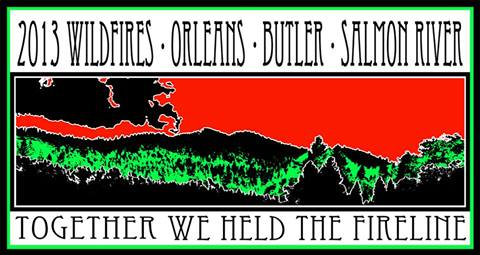 2013 WILDFIRES · ORLEANS · BUTLER · SALMON RIVER
TOGETHER WE HELD THE FIRELINE